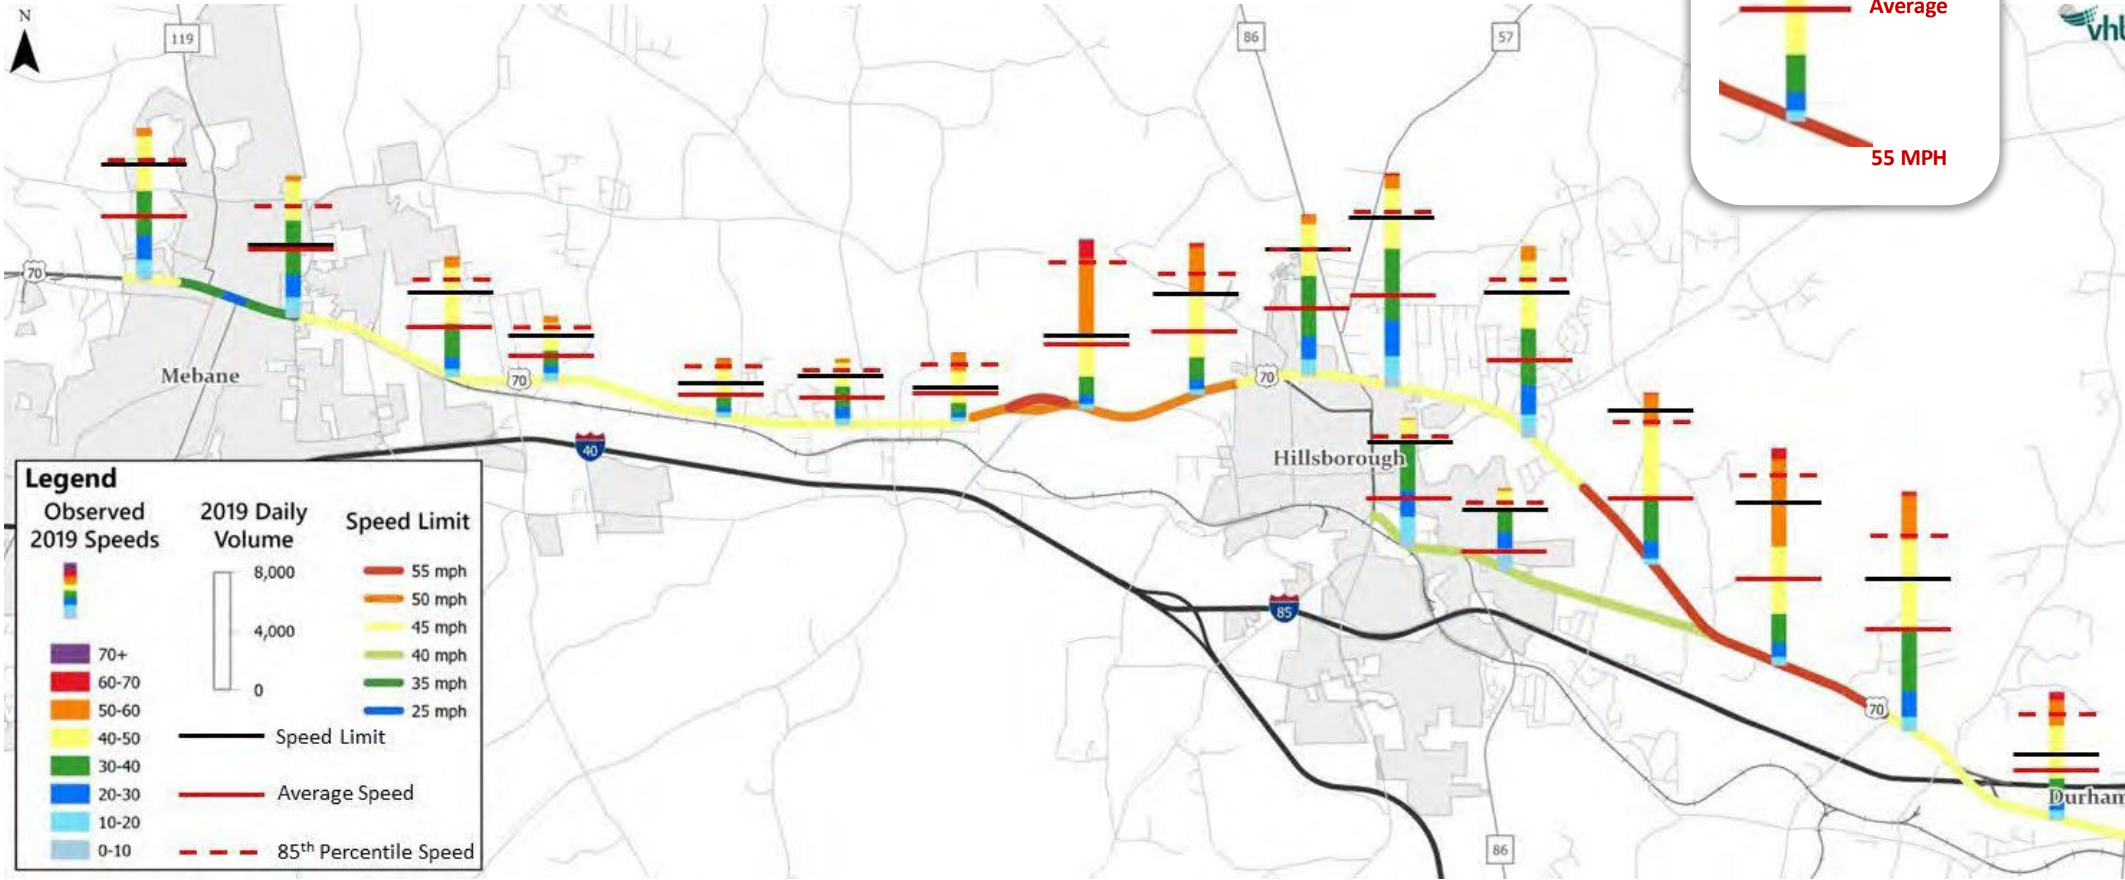 N
119
86
57
Average
55 MPH
70
Mebane
70
70
Hillsborough
40
85
70
Durham
86
Legend
Observed
2019 Speeds
70+
60-70
50-60
40-50
30-40
20-30
10-20
0-10
2019 Daily
Volume
8,000
4,000
0
Speed Limit
55 mph
50 mph
45 mph
40 mph
35 mph
25 mph
Speed Limit
Average Speed
85th Percentile Speed